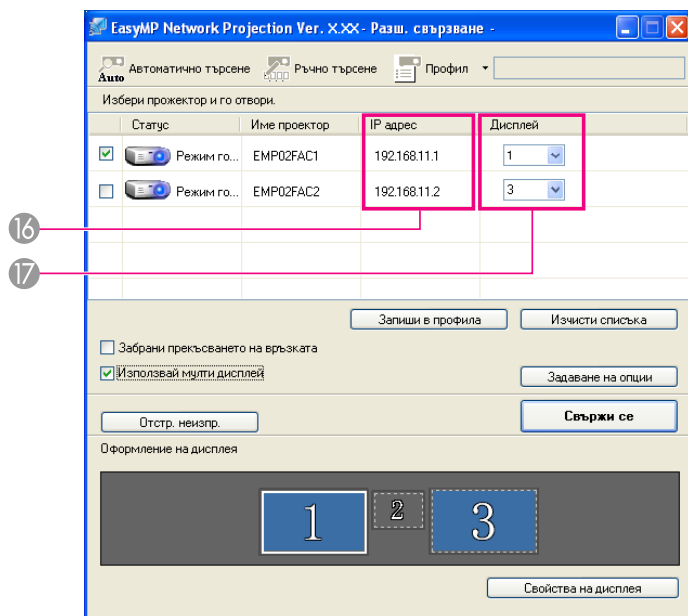 EasyMP Network Projection Ver. X.XX - Разш. свързване -
Auto Автоматично търсене Ръчно търсене Профил
Избери прожектор и го отвори.
Статус Име проектор IP адрес Дисплей
Режим го... EMP02FAC1 192.168.11.1 1
Режим го... EMP02FAC2 192.168.11.2 3
16
17
Запиши в профила Изчисти списъка
Забрани прекъсването на връзката
Използвай мулти дисплей Задаване на опции
Отстр. неизпр. Свържи се
Оформление на дисплея
1 2 3
Свойства на дисплея